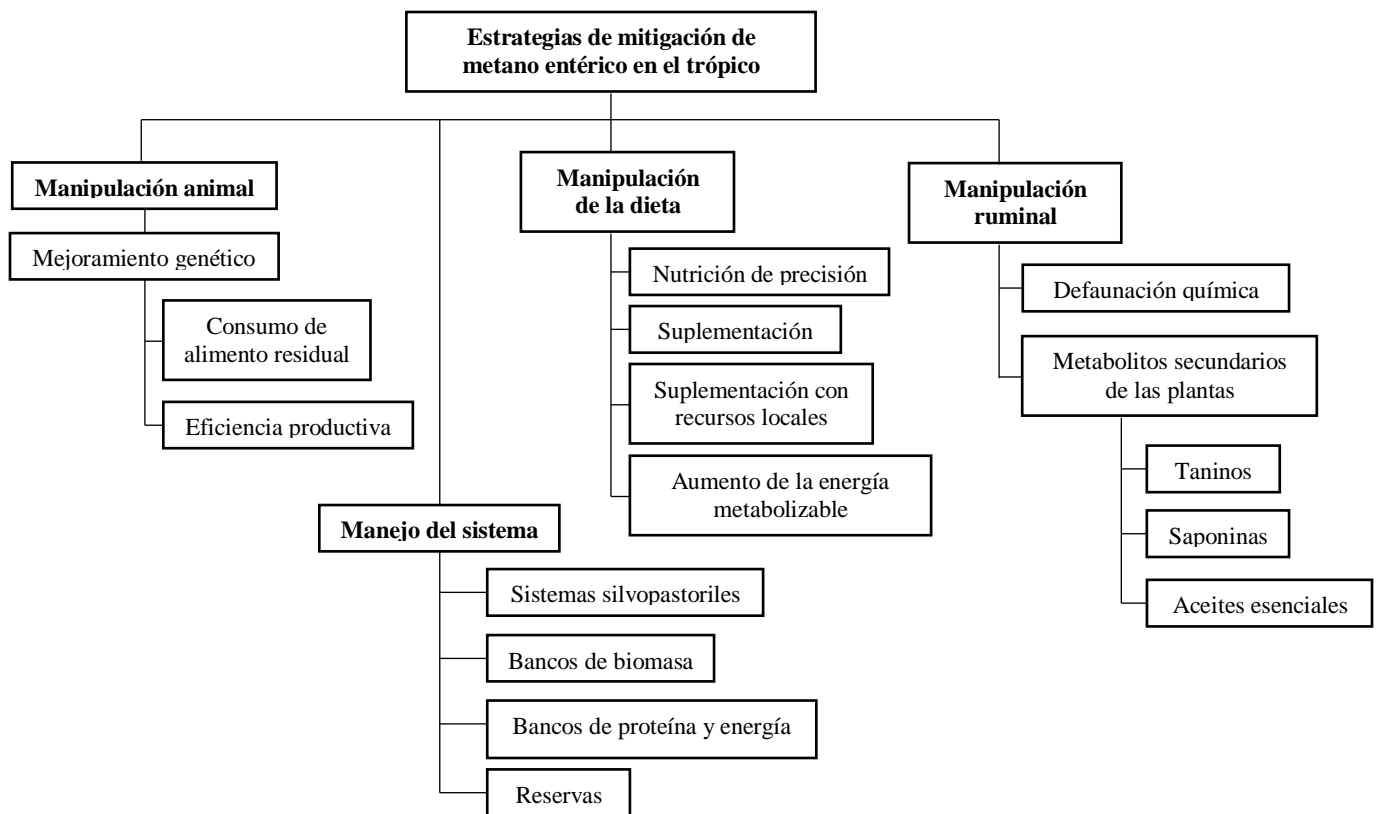 Estrategias de mitigación de
metano entérico en el trópico
Manipulación animal
Mejoramiento genético
Consumo de
alimento residual
Eficiencia productiva
Manejo del sistema
Sistemas silvopastoriles
Bancos de biomasa
Bancos de proteína y energía
Reservas
Manipulación
de la dieta
Nutrición de precisión
Suplementación
Suplementación con
recursos locales
Aumento de la energía
metabolizable
Manipulación
ruminal
Defaunación química
Metabolitos secundarios
de las plantas
Taninos
Saponinas
Aceites esenciales